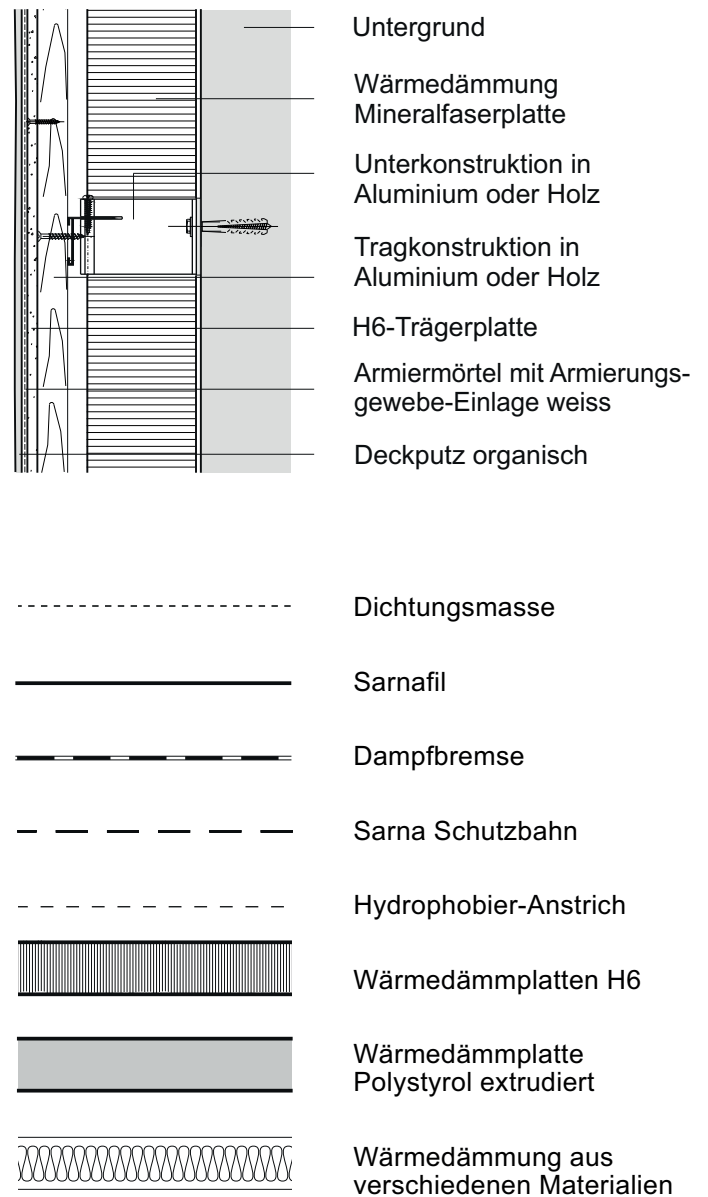 Untergrund
Wärmedämmung
Mineralfaserplatte
Unterkonstruktion in
Aluminium oder Holz
Tragkonstruktion in
Aluminium oder Holz
H6-Trägerplatte
Armiermörtel mit Armierungs-
gewebe-Einlage weiss
Deckputz organisch
Dichtungsmasse
Sarnafil
Dampfbremse
Sarna Schutzbahn
Hydrophobier-Anstrich
Wärmedämmplatten H6
Wärmedämmplatte
Polystyrol extrudiert
Wärmedämmung aus
verschiedenen Materialien